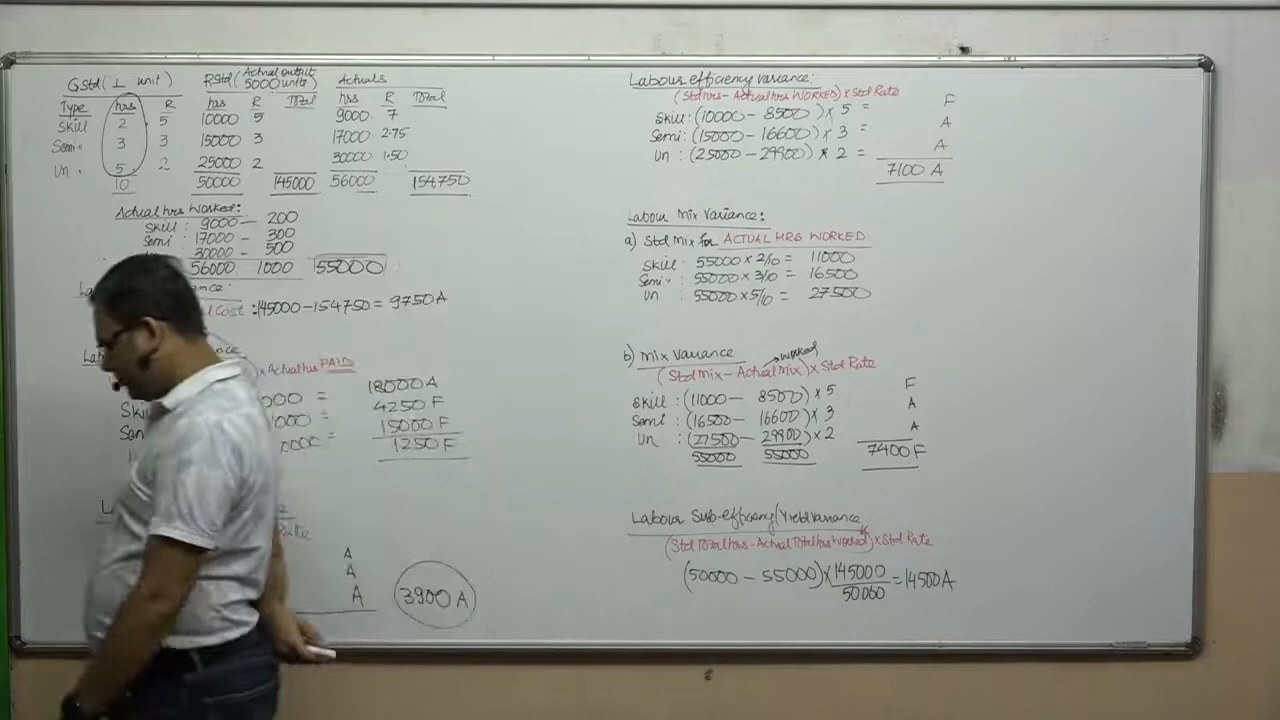 GStd (1 unit) RStd (Actual output 5000 units) Actuals
Type hrs R hrs R Total hrs R Total
Skill 2 5 10000 5 9000 7
Semi" 3 3 15000 3 17000 2.75
Un " 5 2 25000 2 30000 1.50
10 50000 145000 56000 154750
Actual hrs Worked:
Skill : 9000 - 200
Semi : 17000 - 300
30000 - 500
56000 1000 55000
Cost : 145000 - 154750 = 9750 A
x Actual hrs PAID
000 = 18000 A
000 = 4250 F
0000 = 15000 F
1250 F
A
A
A
3900 A
Labour efficiency variance:
(Std hrs - Actual hrs WORKED) x Std Rate
Skill : (10000 - 8500) x 5 = F
Semi : (15000 - 16600) x 3 = A
Un : (25000 - 29900) x 2 = A
7100 A
Labour Mix Variance:
a) Std Mix for ACTUAL HRS WORKED
Skill : 55000 x 2/10 = 11000
Semi " : 55000 x 3/10 = 16500
Un : 55000 x 5/10 = 27500
b) Mix Variance
(Std Mix - Actual Mix) x Std Rate
→ Worked
Skill : (11000 - 8500) x 5 F
Semi : (16500 - 16600) x 3 A
Un : (27500 - 29900) x 2 A
55000 55000 7400 F
Labour Sub-efficiency/Yield Variance
(Std Total hrs - Actual Total hrs Worked) x Std Rate
(50000 - 55000) x 145000/50000 = 14500 A